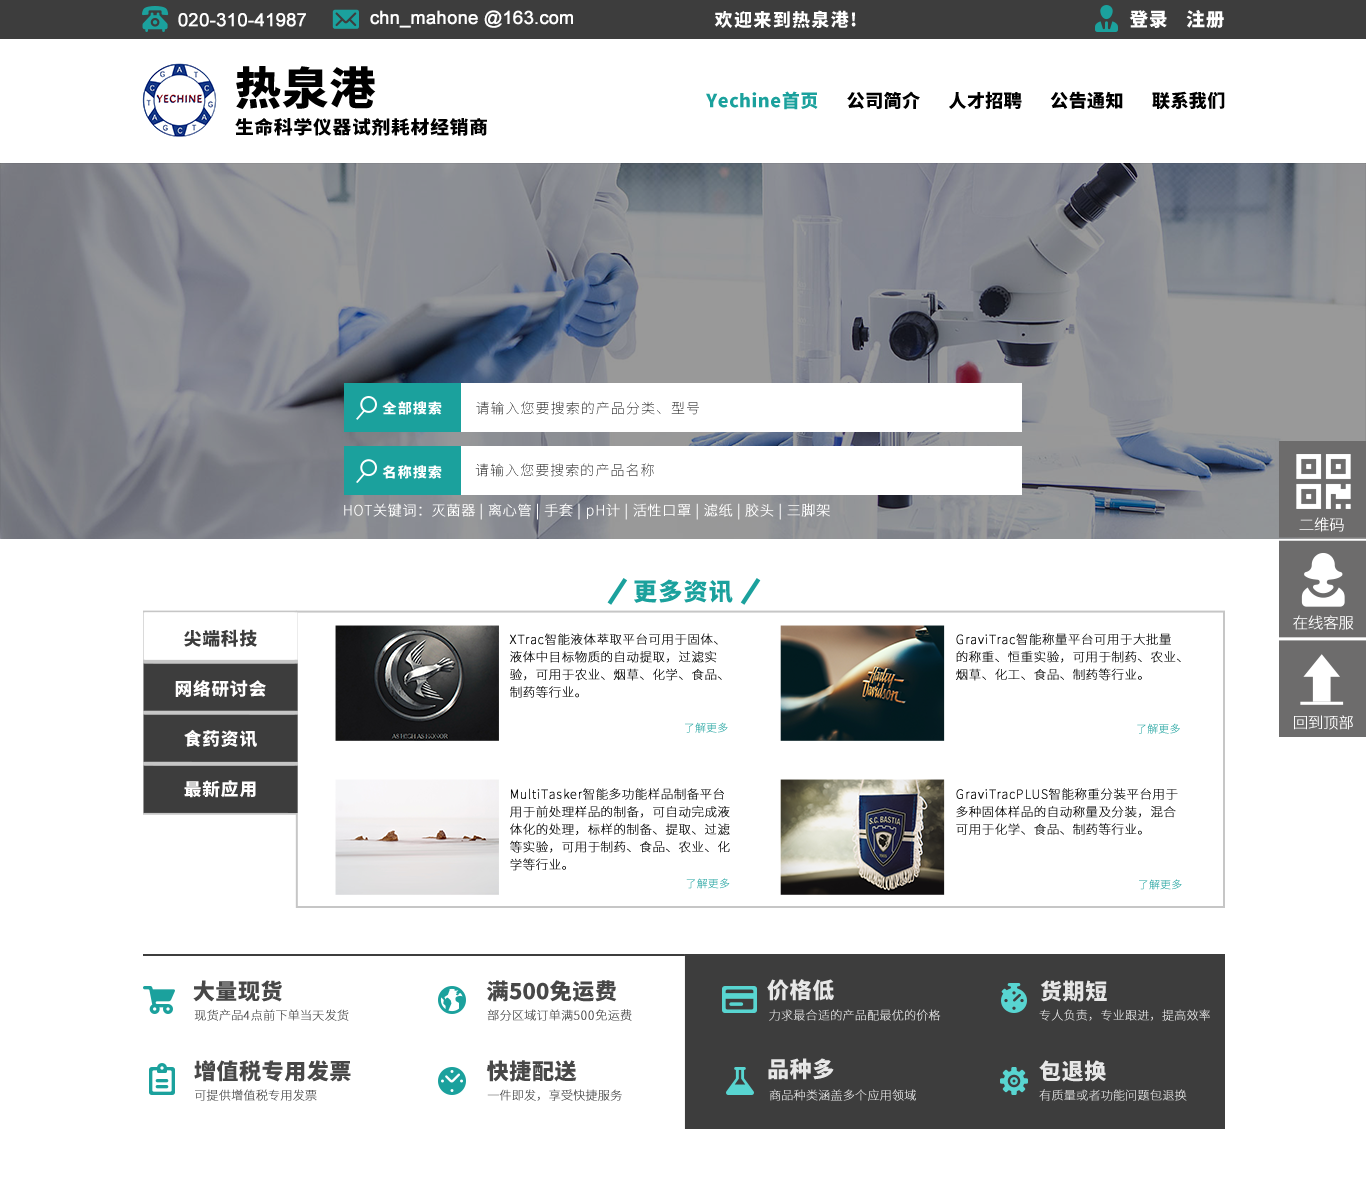 020-310-41987
chn_mahone @163.com
欢迎来到热泉港!
登录 注册
GATC
YECHINE
热泉港
生命科学仪器试剂耗材经销商
Yechine首页 公司简介 人才招聘 公告通知 联系我们
全部搜索 请输入您要搜索的产品分类、型号
名称搜索 请输入您要搜索的产品名称
HOT关键词：灭菌器 | 离心管 | 手套 | pH计 | 活性口罩 | 滤纸 | 胶头 | 三脚架
二维码
在线客服
回到顶部
更多资讯
尖端科技
网络研讨会
食药资讯
最新应用
AS HIGH AS HONOR
XTrac智能液体萃取平台可用于固体、
液体中目标物质的自动提取，过滤实
验，可用于农业、烟草、化学、食品、
制药等行业。
了解更多
Harley-
Davidson
GraviTrac智能称量平台可用于大批量
的称重、恒重实验，可用于制药、农业、
烟草、化工、食品、制药等行业。
了解更多
MultiTasker智能多功能样品制备平台
用于前处理样品的制备，可自动完成液
体化的处理，标样的制备、提取、过滤
等实验，可用于制药、食品、农业、化
学等行业。
了解更多
S.C. BASTIA
GraviTracPLUS智能称重分装平台用于
多种固体样品的自动称量及分装，混合
可用于化学、食品、制药等行业。
了解更多
大量现货
现货产品4点前下单当天发货
满500免运费
部分区域订单满500免运费
价格低
力求最合适的产品配最优的价格
货期短
专人负责，专业跟进，提高效率
增值税专用发票
可提供增值税专用发票
快捷配送
一件即发，享受快捷服务
品种多
商品种类涵盖多个应用领域
包退换
有质量或者功能问题包退换